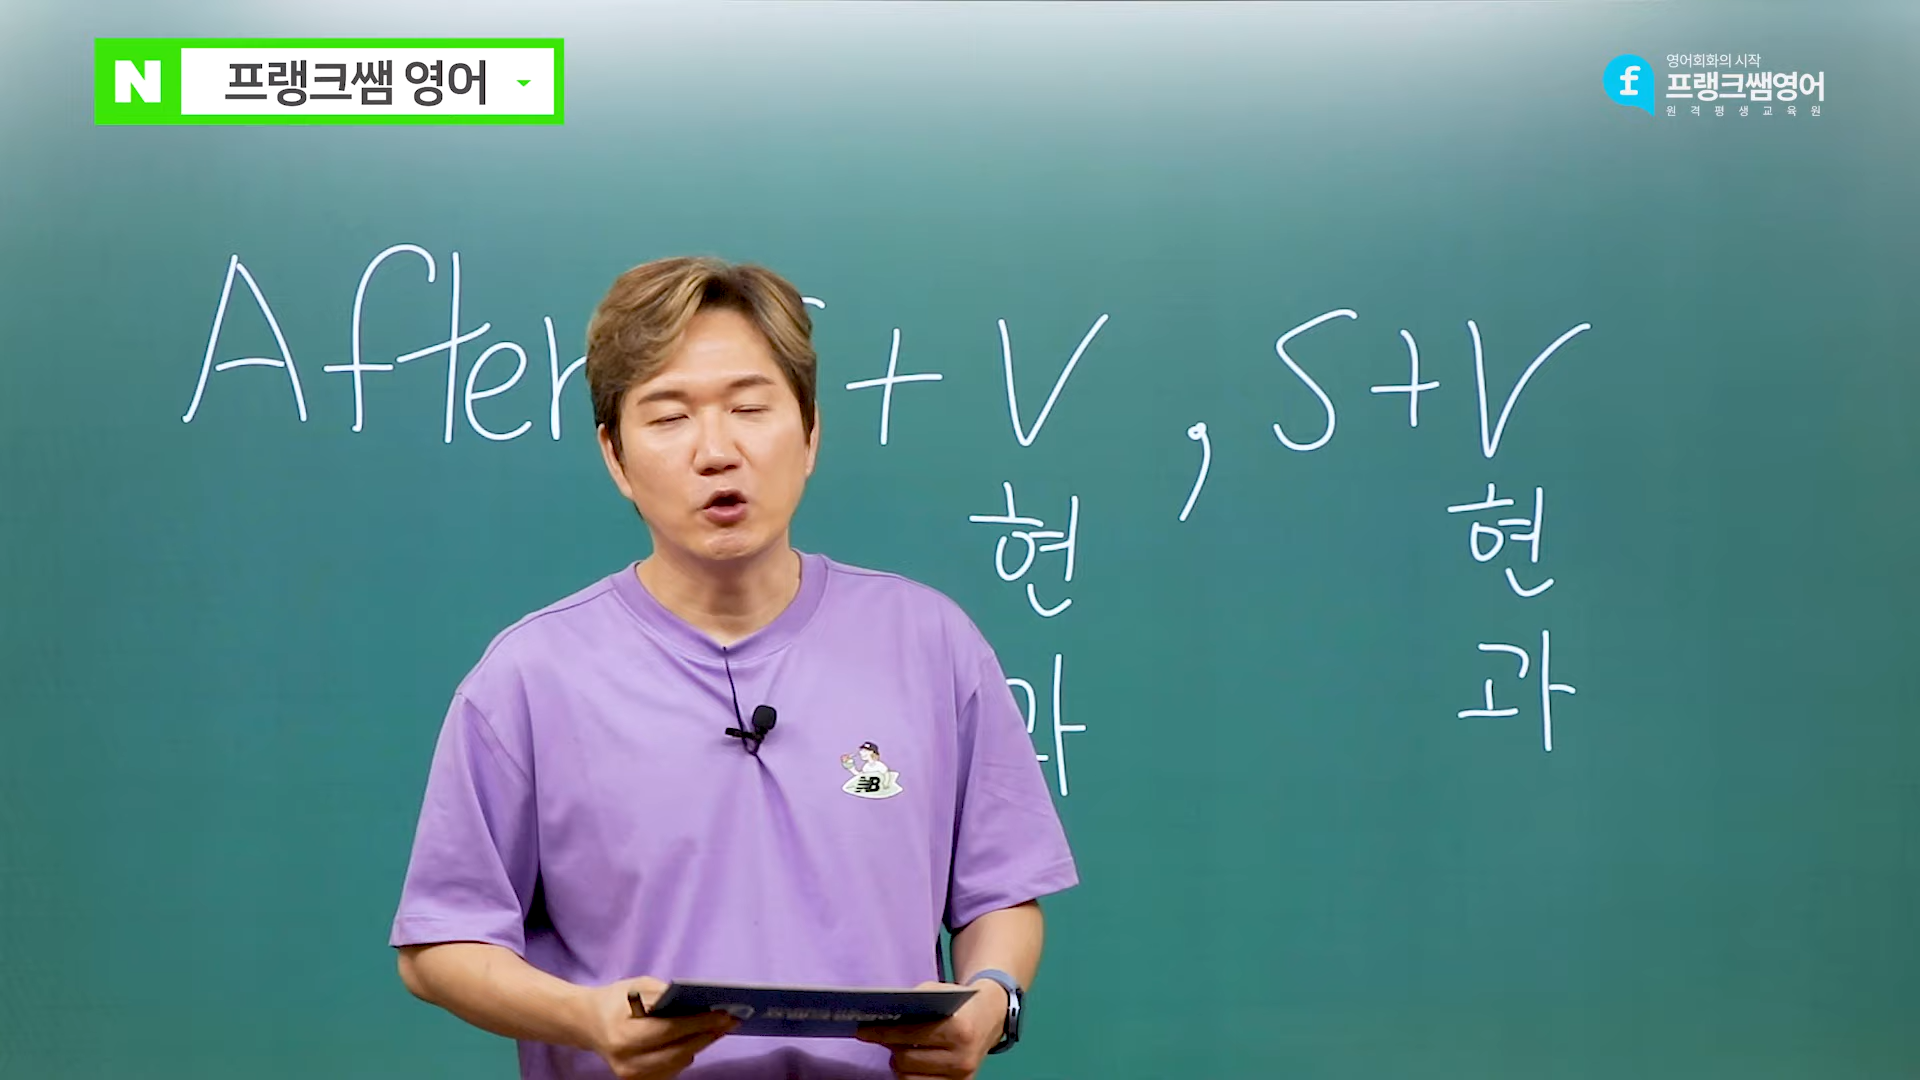 N 프랭크쌤 영어
영어회화의 시작
f 프랭크쌤영어
원격평생교육원
After + V , S + V
현 현
과 과
NB